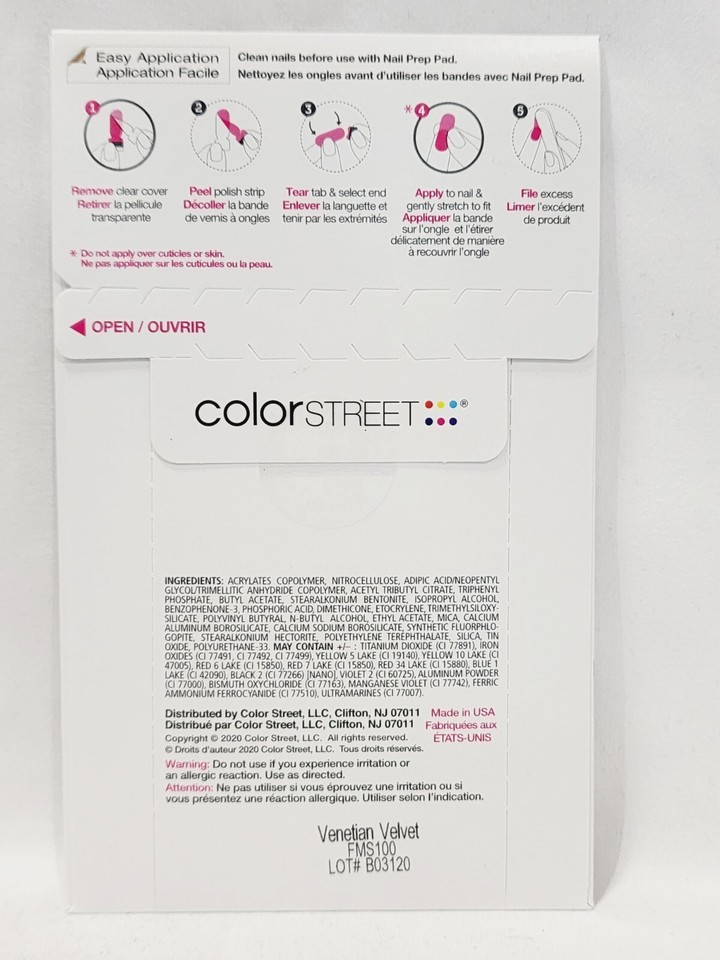 Easy Application
Application Facile
Clean nails before use with Nail Prep Pad.
Nettoyez les ongles avant d'utiliser les bandes avec Nail Prep Pad.
1
2
3
*4
5
Remove clear cover
Retirer la pellicule
transparente
Peel polish strip
Décoller la bande
de vernis à ongles
Tear tab & select end
Enlever la languette et
tenir par les extrémités
Apply to nail &
gently stretch to fit
Appliquer la bande
sur l'ongle et l'étirer
délicatement de manière
à recouvrir l'ongle
File excess
Limer l'excédent
de produit
* Do not apply over cuticles or skin.
Ne pas appliquer sur les cuticules ou la peau.
OPEN / OUVRIR
colorSTREET®
INGREDIENTS: ACRYLATES COPOLYMER, NITROCELLULOSE, ADIPIC ACID/NEOPENTYL
GLYCOL/TRIMELLITIC ANHYDRIDE COPOLYMER, ACETYL TRIBUTYL CITRATE, TRIPHENYL
PHOSPHATE, BUTYL ACETATE, STEARALKONIUM BENTONITE, ISOPROPYL ALCOHOL,
BENZOPHENONE-3, PHOSPHORIC ACID, DIMETHICONE, ETOCRYLENE, TRIMETHYLSILOXY-
SILICATE, POLYVINYL BUTYRAL, N-BUTYL ALCOHOL, ETHYL ACETATE, MICA, CALCIUM
ALUMINUM BOROSILICATE, CALCIUM SODIUM BOROSILICATE, SYNTHETIC FLUORPHLO-
GOPITE, STEARALKONIUM HECTORITE, POLYETHYLENE TEREPHTHALATE, SILICA, TIN
OXIDE, POLYURETHANE-33. MAY CONTAIN +/- : TITANIUM DIOXIDE (CI 77891), IRON
OXIDES (CI 77491, CI 77492, CI 77499), YELLOW 5 LAKE (CI 19140), YELLOW 10 LAKE (CI
47005), RED 6 LAKE (CI 15850), RED 7 LAKE (CI 15850), RED 34 LAKE (CI 15880), BLUE 1
LAKE (CI 42090), BLACK 2 (CI 77266) [NANO], VIOLET 2 (CI 60725), ALUMINUM POWDER
(CI 77000), BISMUTH OXYCHLORIDE (CI 77163), MANGANESE VIOLET (CI 77742), FERRIC
AMMONIUM FERROCYANIDE (CI 77510), ULTRAMARINES (CI 77007).
Distributed by Color Street, LLC, Clifton, NJ 07011
Distribué par Color Street, LLC, Clifton, NJ 07011
Copyright © 2020 Color Street, LLC. All rights reserved.
© Droits d'auteur 2020 Color Street, LLC. Tous droits réservés.
Made in USA
Fabriquées aux
ÉTATS-UNIS
Warning: Do not use if you experience irritation or
an allergic reaction. Use as directed.
Attention: Ne pas utiliser si vous éprouvez une irritation ou si
vous présentez une réaction allergique. Utiliser selon l'indication.
Venetian Velvet
FMS100
LOT# B03120